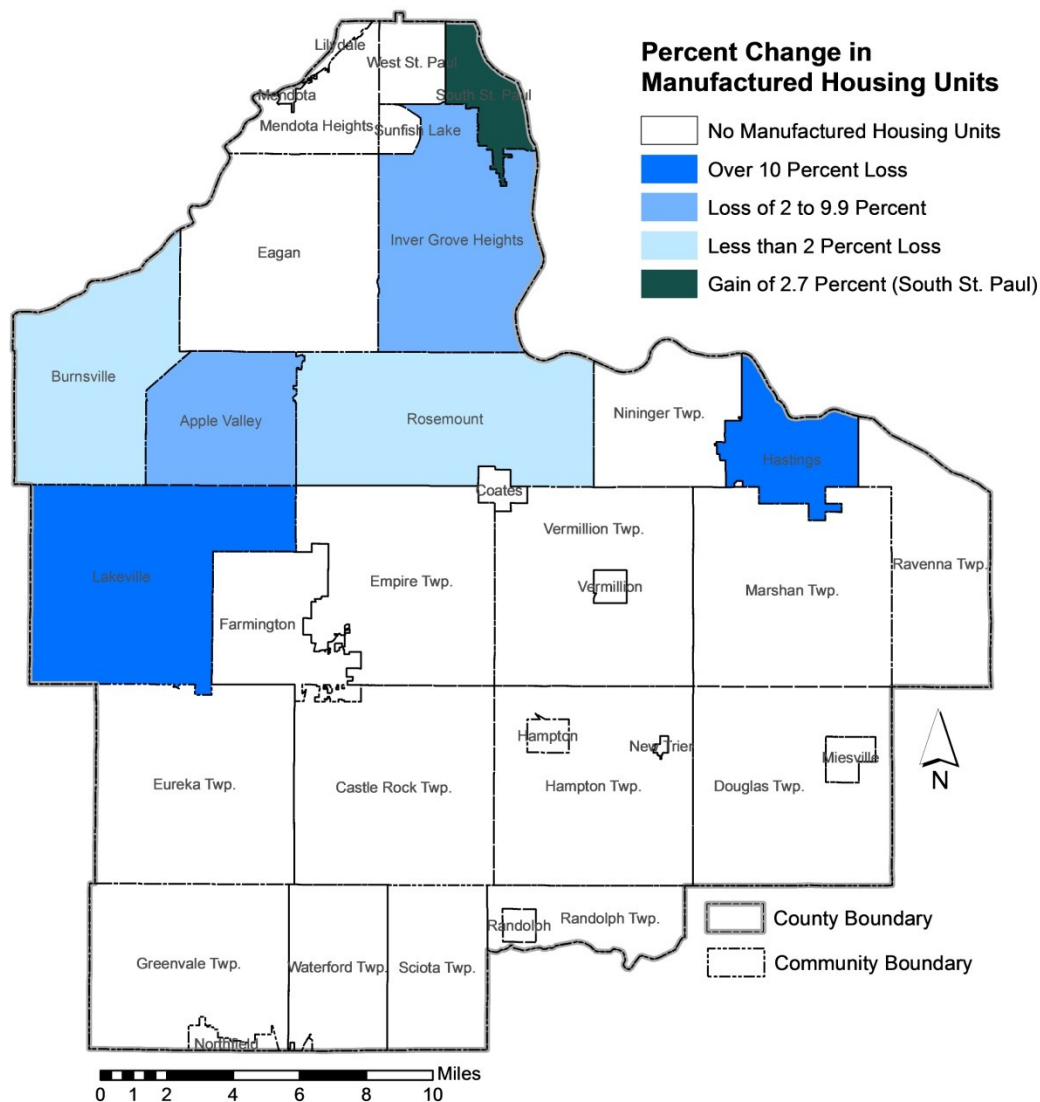 Percent Change in
Manufactured Housing Units
No Manufactured Housing Units
Over 10 Percent Loss
Loss of 2 to 9.9 Percent
Less than 2 Percent Loss
Gain of 2.7 Percent (South St. Paul)
Lilydale
West St. Paul
South St. Paul
Mendota
Mendota Heights
Sunfish Lake
Eagan
Inver Grove Heights
Burnsville
Apple Valley
Rosemount
Nininger Twp.
Hastings
Coates
Vermillion Twp.
Ravenna Twp.
Lakeville
Empire Twp.
Vermillion
Marshan Twp.
Farmington
Hampton
New Trier
Miesville
N
Eureka Twp.
Castle Rock Twp.
Hampton Twp.
Douglas Twp.
Randolph
Randolph Twp.
County Boundary
Greenvale Twp.
Waterford Twp.
Sciota Twp.
Community Boundary
Northfield
Miles
0 1 2 4 6 8 10